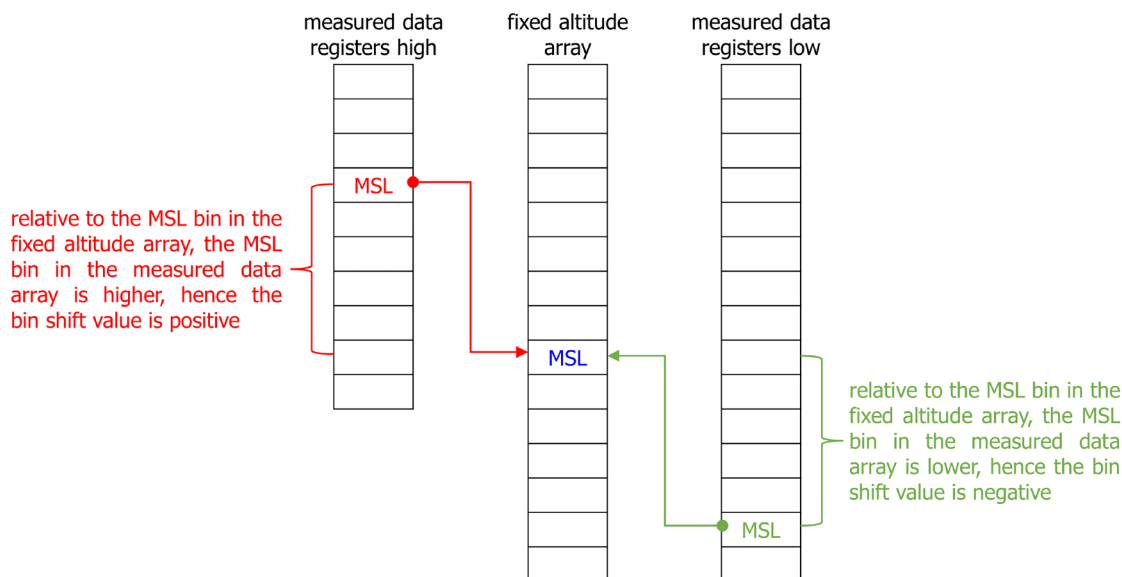 measured data
registers high
fixed altitude
array
measured data
registers low
MSL
relative to the MSL bin in the
fixed altitude array, the MSL
bin in the measured data
array is higher, hence the
bin shift value is positive
MSL
relative to the MSL bin in the
fixed altitude array, the MSL
bin in the measured data
array is lower, hence the bin
shift value is negative
MSL